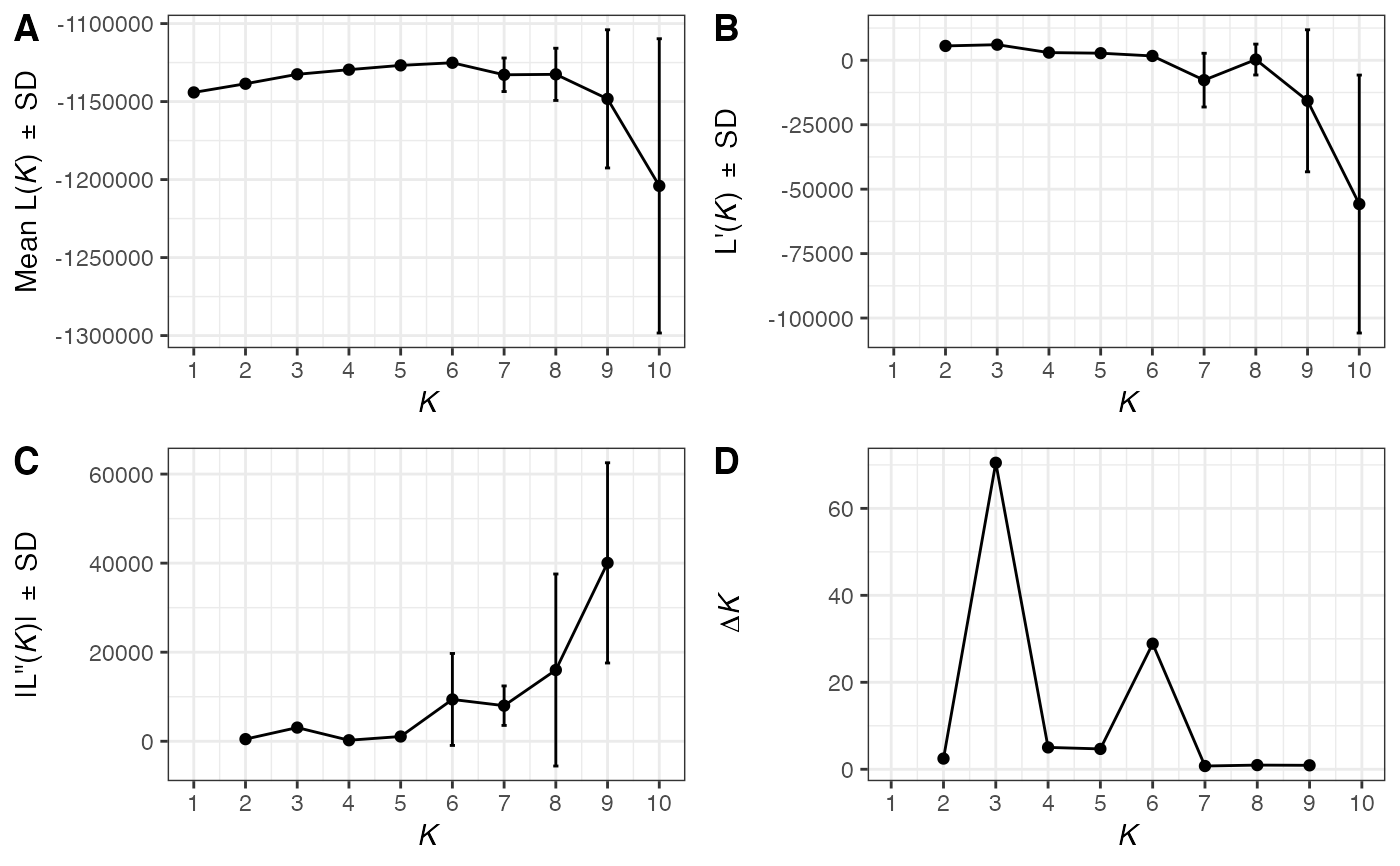 A
Mean L(K) ± SD
-1100000
-1150000
-1200000
-1250000
-1300000
1 2 3 4 5 6 7 8 9 10
K
B
L'(K) ± SD
0
-25000
-50000
-75000
-100000
1 2 3 4 5 6 7 8 9 10
K
C
IL"(K)I ± SD
60000
40000
20000
0
1 2 3 4 5 6 7 8 9 10
K
D
ΔK
60
40
20
0
1 2 3 4 5 6 7 8 9 10
K